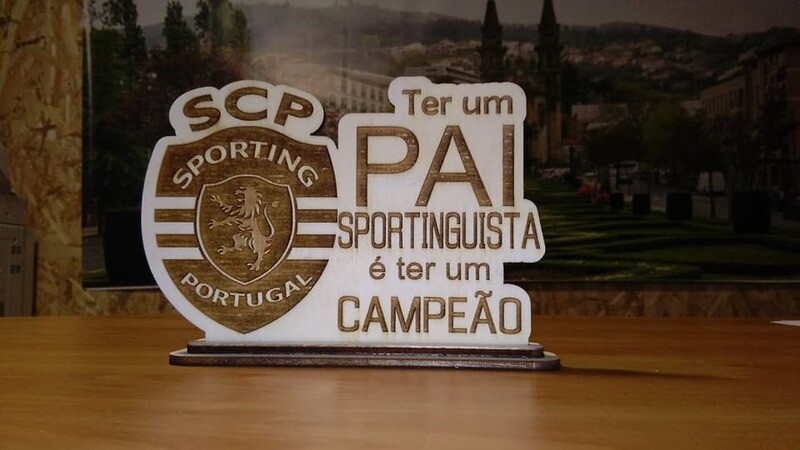 SCP
SPORTING
PORTUGAL
Ter um
PAI
SPORTINGUISTA
é ter um
CAMPEÃO